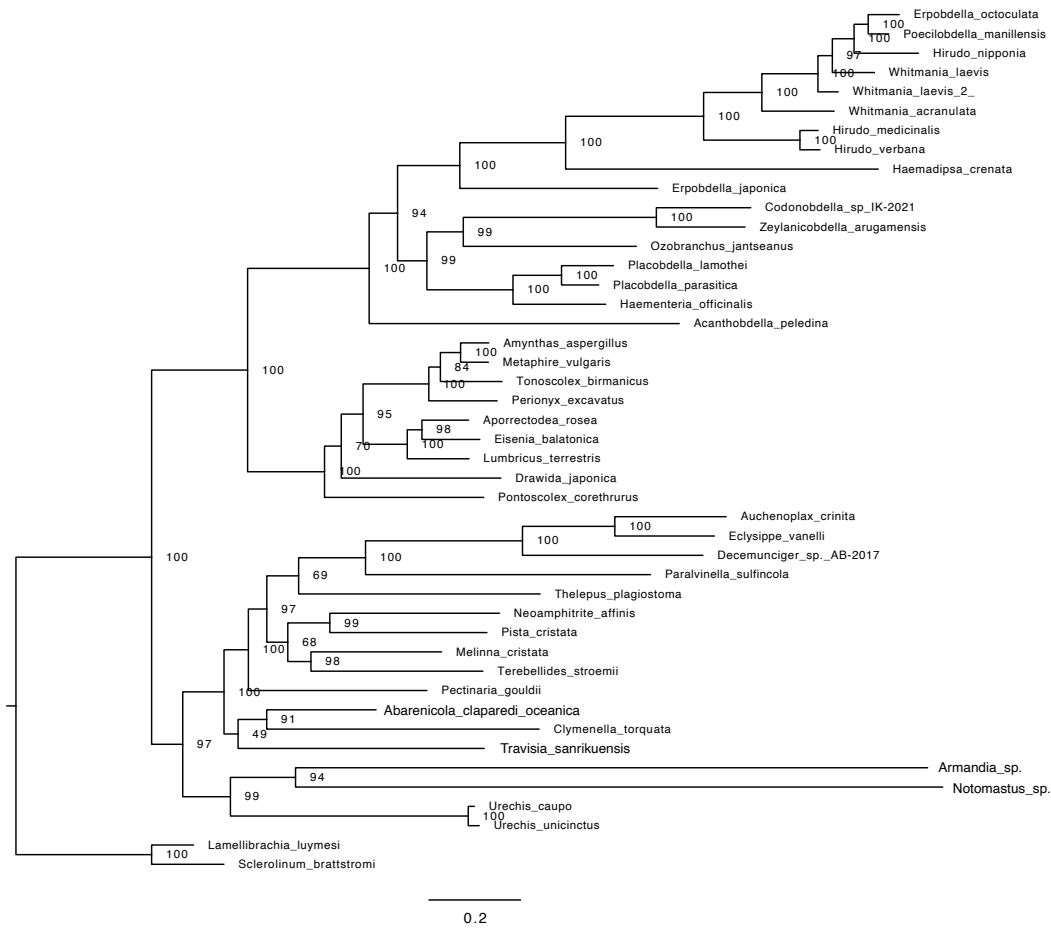 Erpobdella_octoculata
100
Poecilobdella_manillensis
100
Hirudo_nipponia
97
Whitmania_laevis
100
Whitmania_laevis_2_
100
Whitmania_acranulata
100
Hirudo_medicinalis
100
Hirudo_verbana
100
Haemadipsa_crenata
100
Erpobdella_japonica
94
Codonobdella_sp_IK-2021
100
Zeylanicobdella_arugamensis
99
Ozobranchus_jantseanus
99
100
Placobdella_lamothei
100
Placobdella_parasitica
100
Haementeria_officinalis
Acanthobdella_peledina
100
Amynthas_aspergillus
100
Metaphire_vulgaris
84
Tonoscolex_birmanicus
100
Perionyx_excavatus
95
Aporrectodea_rosea
98
Eisenia_balatonica
100
70
Lumbricus_terrestris
100
Drawida_japonica
Pontoscolex_corethrurus
Auchenoplax_crinita
100
Eclysippe_vanelli
100
Decemunciger_sp._AB-2017
100
100
Paralvinella_sulfincola
69
Thelepus_plagiostoma
97
Neoamphitrite_affinis
99
Pista_cristata
68
100
Melinna_cristata
98
Terebellides_stroemii
Pectinaria_gouldii
100
Abarenicola_claparedi_oceanica
91
Clymenella_torquata
49
97
Travisia_sanrikuensis
Armandia_sp.
94
Notomastus_sp.
99
Urechis_caupo
100
Urechis_unicinctus
Lamellibrachia_luymesi
100
Sclerolinum_brattstromi
0.2